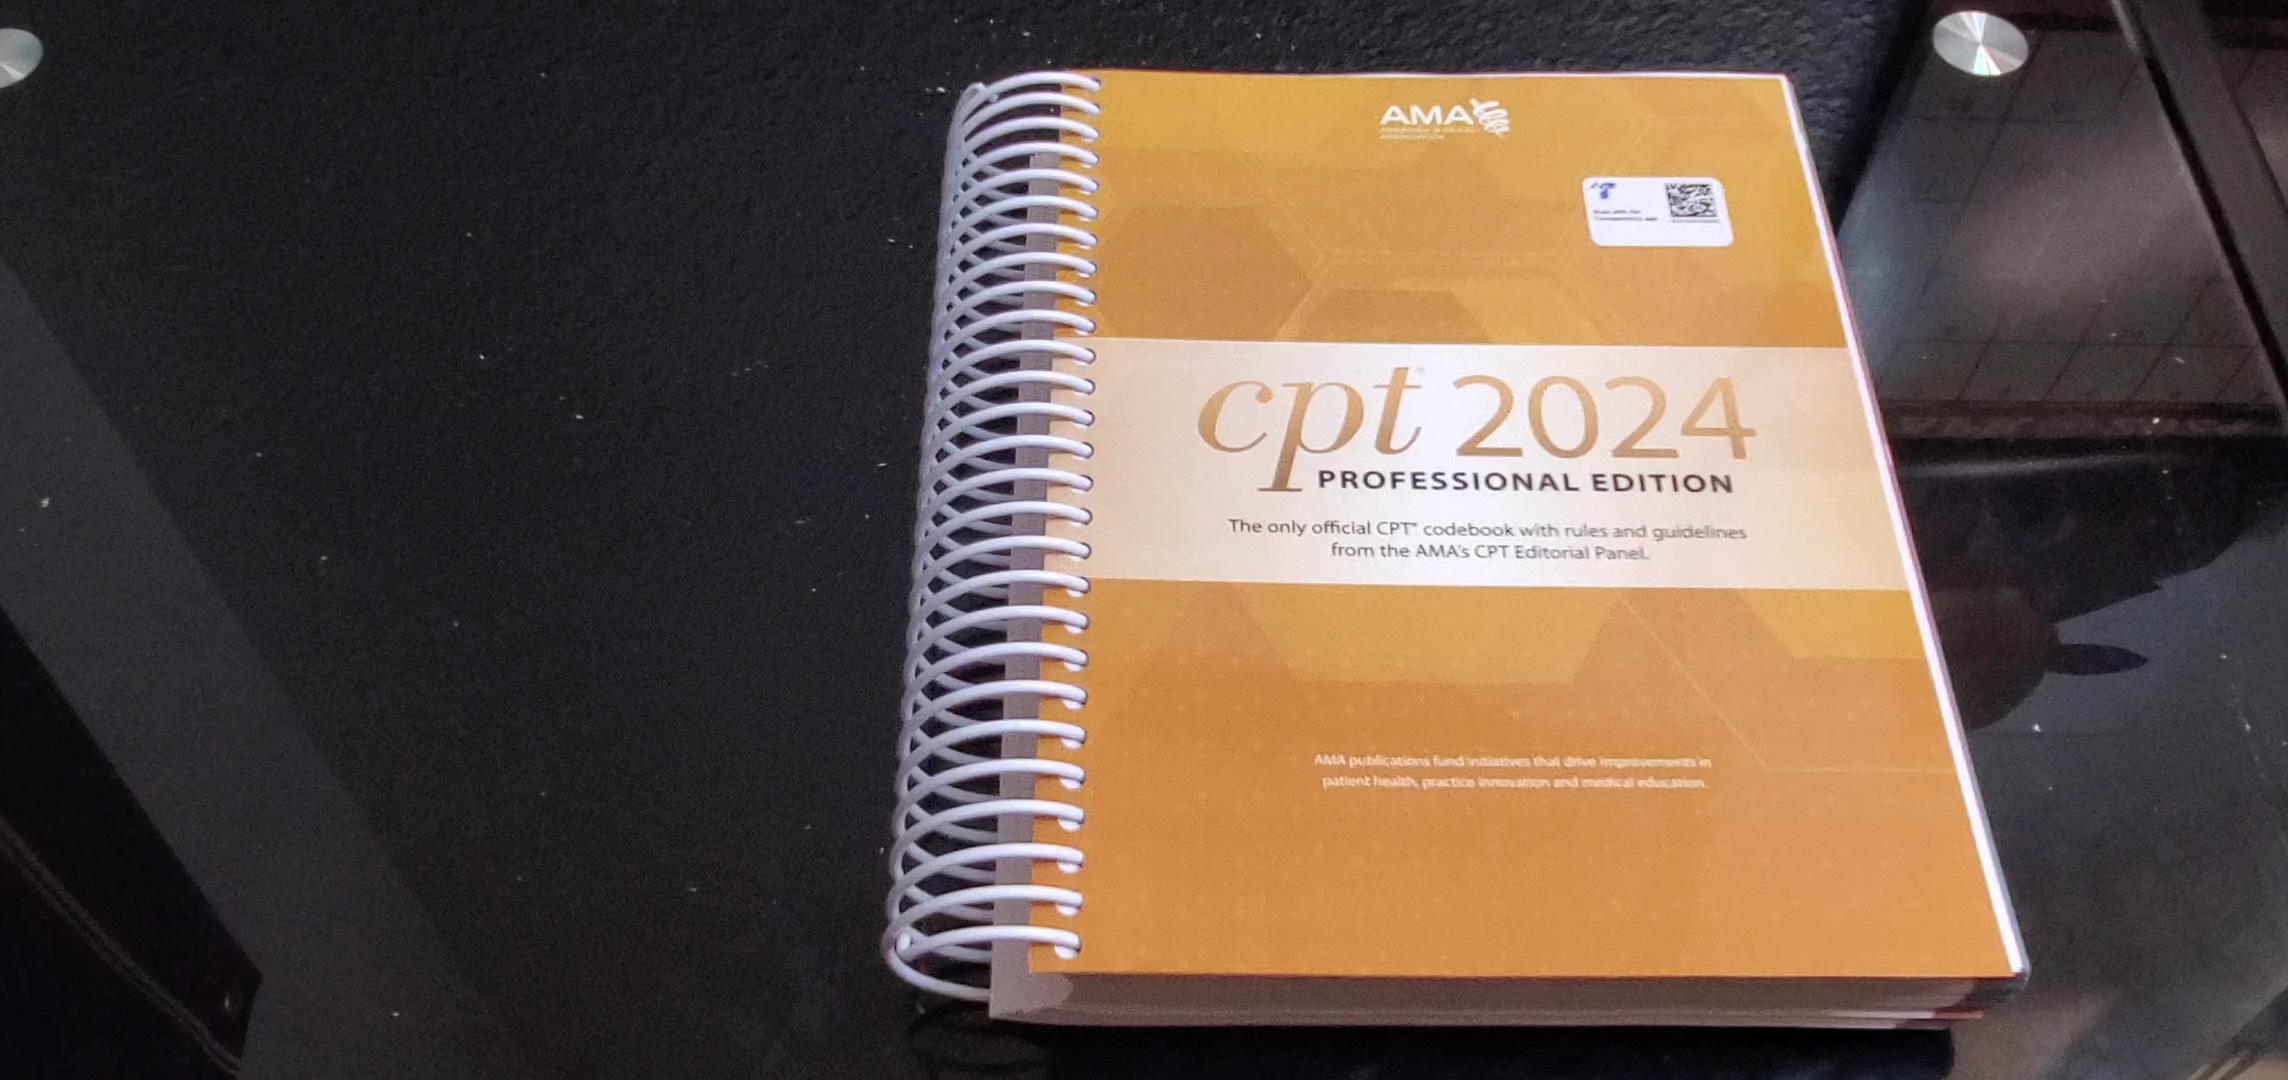 AMA
cpt® 2024
PROFESSIONAL EDITION
The only official CPT® codebook with rules and guidelines
from the AMA's CPT Editorial Panel.
AMA publications fund initiatives that drive improvements in
patient health, practice innovation and medical education.